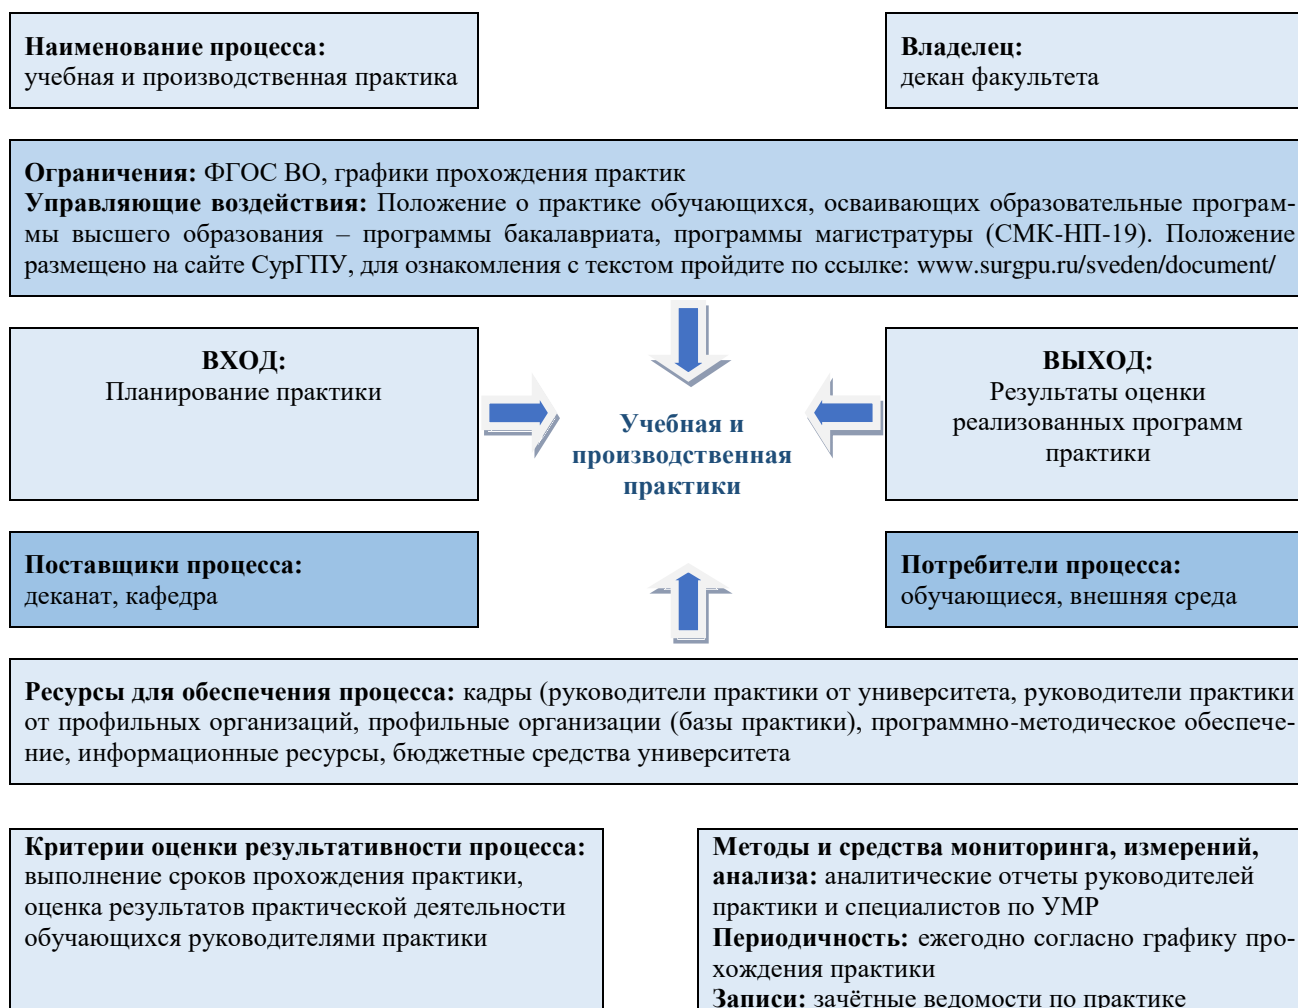 Наименование процесса:
учебная и производственная практика
Владелец:
декан факультета
Ограничения: ФГОС ВО, графики прохождения практик
Управляющие воздействия: Положение о практике обучающихся, осваивающих образовательные програм-
мы высшего образования – программы бакалавриата, программы магистратуры (СМК-НП-19). Положение
размещено на сайте СурГПУ, для ознакомления с текстом пройдите по ссылке: www.surgpu.ru/sveden/document/
ВХОД:
Планирование практики
Учебная и
производственная
практики
ВЫХОД:
Результаты оценки
реализованных программ
практики
Поставщики процесса:
деканат, кафедра
Потребители процесса:
обучающиеся, внешняя среда
Ресурсы для обеспечения процесса: кадры (руководители практики от университета, руководители практики
от профильных организаций, профильные организации (базы практики), программно-методическое обеспече-
ние, информационные ресурсы, бюджетные средства университета
Критерии оценки результативности процесса:
выполнение сроков прохождения практики,
оценка результатов практической деятельности
обучающихся руководителями практики
Методы и средства мониторинга, измерений,
анализа: аналитические отчеты руководителей
практики и специалистов по УМР
Периодичность: ежегодно согласно графику про-
хождения практики
Записи: зачётные ведомости по практике